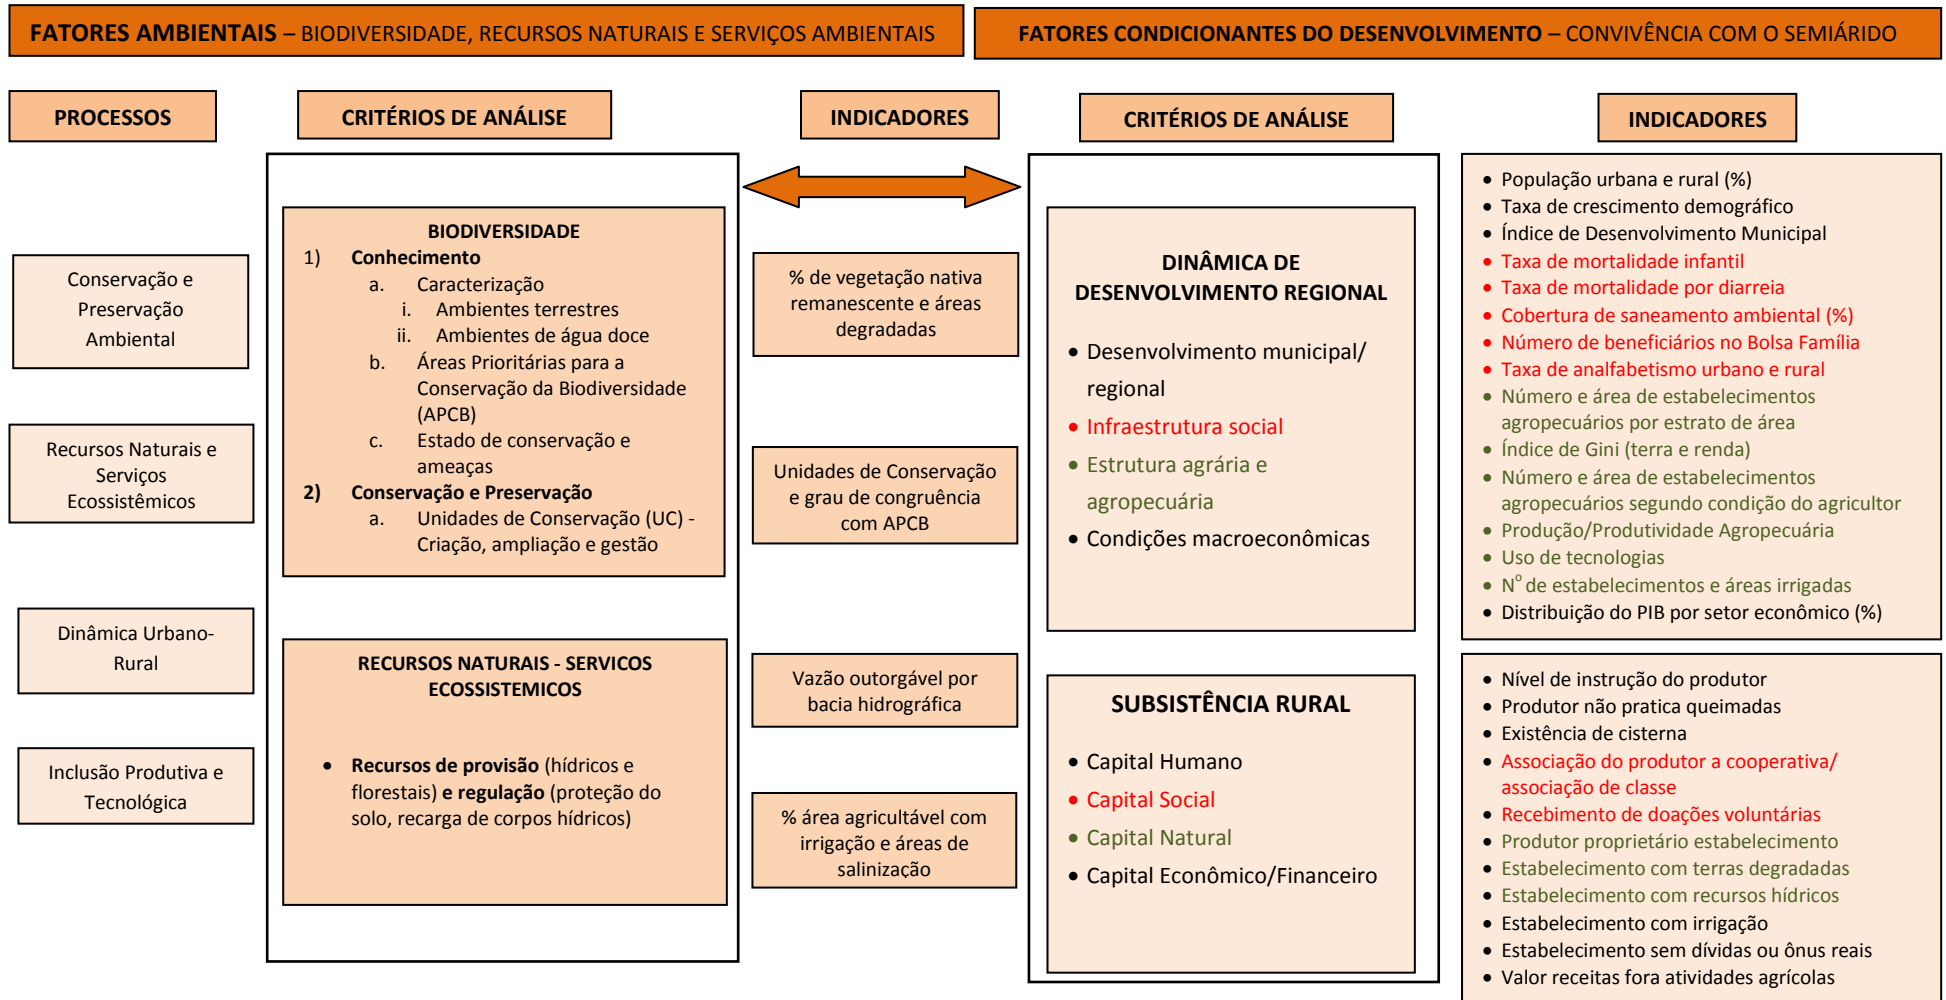 FATORES AMBIENTAIS – BIODIVERSIDADE, RECURSOS NATURAIS E SERVIÇOS AMBIENTAIS
FATORES CONDICIONANTES DO DESENVOLVIMENTO – CONVIVÊNCIA COM O SEMIÁRIDO
PROCESSOS
CRITÉRIOS DE ANÁLISE
INDICADORES
CRITÉRIOS DE ANÁLISE
INDICADORES
Conservação e
Preservação
Ambiental
Recursos Naturais e
Serviços
Ecossistêmicos
Dinâmica Urbano-
Rural
Inclusão Produtiva e
Tecnológica
BIODIVERSIDADE
1) Conhecimento
a. Caracterização
i. Ambientes terrestres
ii. Ambientes de água doce
b. Áreas Prioritárias para a
Conservação da Biodiversidade
(APCB)
c. Estado de conservação e
ameaças
2) Conservação e Preservação
a. Unidades de Conservação (UC) -
Criação, ampliação e gestão
RECURSOS NATURAIS - SERVICOS
ECOSSISTEMICOS
• Recursos de provisão (hídricos e
florestais) e regulação (proteção do
solo, recarga de corpos hídricos)
% de vegetação nativa
remanescente e áreas
degradadas
Unidades de Conservação
e grau de congruência
com APCB
Vazão outorgável por
bacia hidrográfica
% área agricultável com
irrigação e áreas de
salinização
DINÂMICA DE
DESENVOLVIMENTO REGIONAL
• Desenvolvimento municipal/
regional
• Infraestrutura social
• Estrutura agrária e
agropecuária
• Condições macroeconômicas
SUBSISTÊNCIA RURAL
• Capital Humano
• Capital Social
• Capital Natural
• Capital Econômico/Financeiro
• População urbana e rural (%)
• Taxa de crescimento demográfico
• Índice de Desenvolvimento Municipal
• Taxa de mortalidade infantil
• Taxa de mortalidade por diarreia
• Cobertura de saneamento ambiental (%)
• Número de beneficiários no Bolsa Família
• Taxa de analfabetismo urbano e rural
• Número e área de estabelecimentos
agropecuários por estrato de área
• Índice de Gini (terra e renda)
• Número e área de estabelecimentos
agropecuários segundo condição do agricultor
• Produção/Produtividade Agropecuária
• Uso de tecnologias
• Nº de estabelecimentos e áreas irrigadas
• Distribuição do PIB por setor econômico (%)
• Nível de instrução do produtor
• Produtor não pratica queimadas
• Existência de cisterna
• Associação do produtor a cooperativa/
associação de classe
• Recebimento de doações voluntárias
• Produtor proprietário estabelecimento
• Estabelecimento com terras degradadas
• Estabelecimento com recursos hídricos
• Estabelecimento com irrigação
• Estabelecimento sem dívidas ou ônus reais
• Valor receitas fora atividades agrícolas